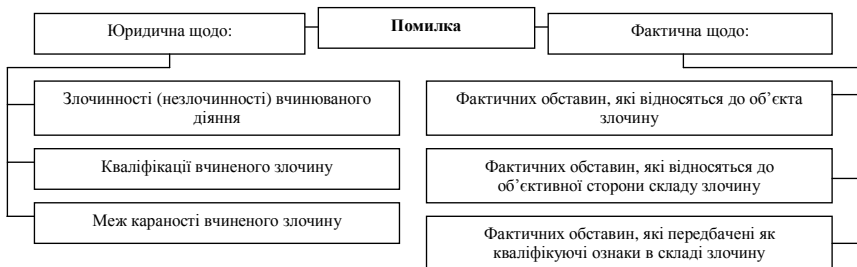 Помилка
Юридична щодо:
Злочинності (незлочинності) вчинюваного
діяння
Кваліфікації вчиненого злочину
Меж караності вчиненого злочину
Фактична щодо:
Фактичних обставин, які відносяться до об’єкта
злочину
Фактичних обставин, які відносяться до
об’єктивної сторони складу злочину
Фактичних обставин, які передбачені як
кваліфікуючі ознаки в складі злочину